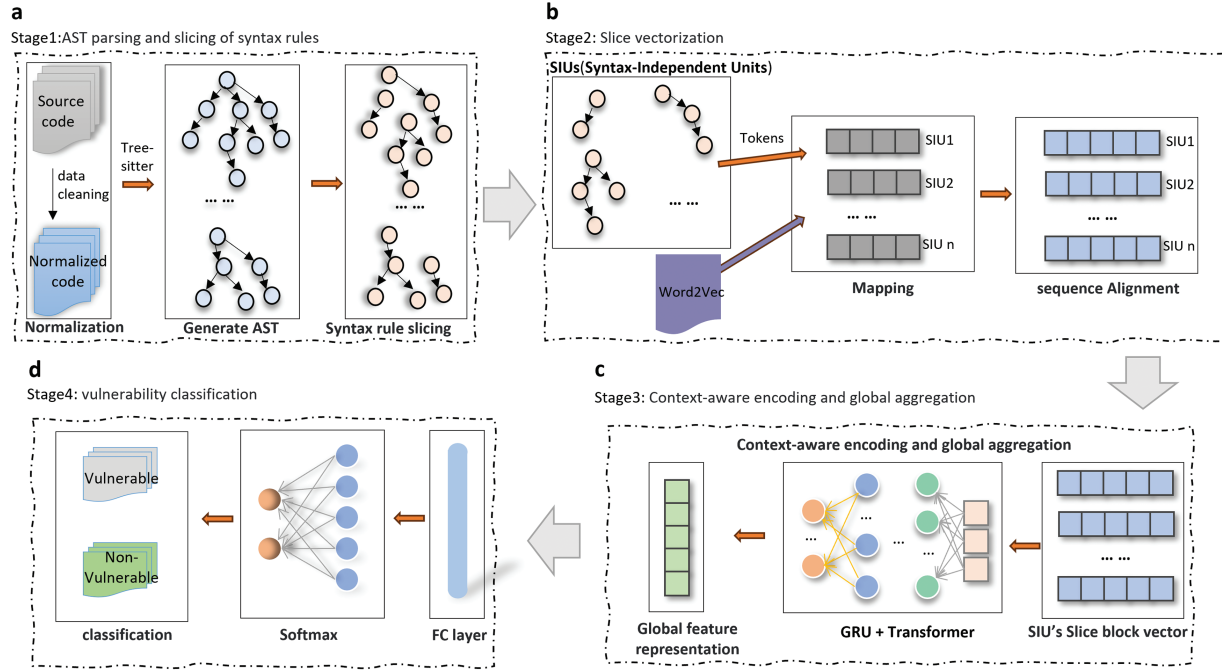 a
Stage1:AST parsing and slicing of syntax rules
Source
code
data
cleaning
Normalized
code
Normalization
Tree-
sitter
... ...
Generate AST
... ...
Syntax rule slicing
b
Stage2: Slice vectorization
SIUs(Syntax-Independent Units)
... ...
Tokens
Word2Vec
SIU1
SIU2
... ...
SIU n
Mapping
SIU1
SIU2
... ...
SIU n
sequence Alignment
c
Stage3: Context-aware encoding and global aggregation
Context-aware encoding and global aggregation
Global feature
representation
...
...
...
...
...
GRU + Transformer
... ...
SIU's Slice block vector
d
Stage4: vulnerability classification
Vulnerable
Non-
Vulnerable
classification
Softmax
FC layer